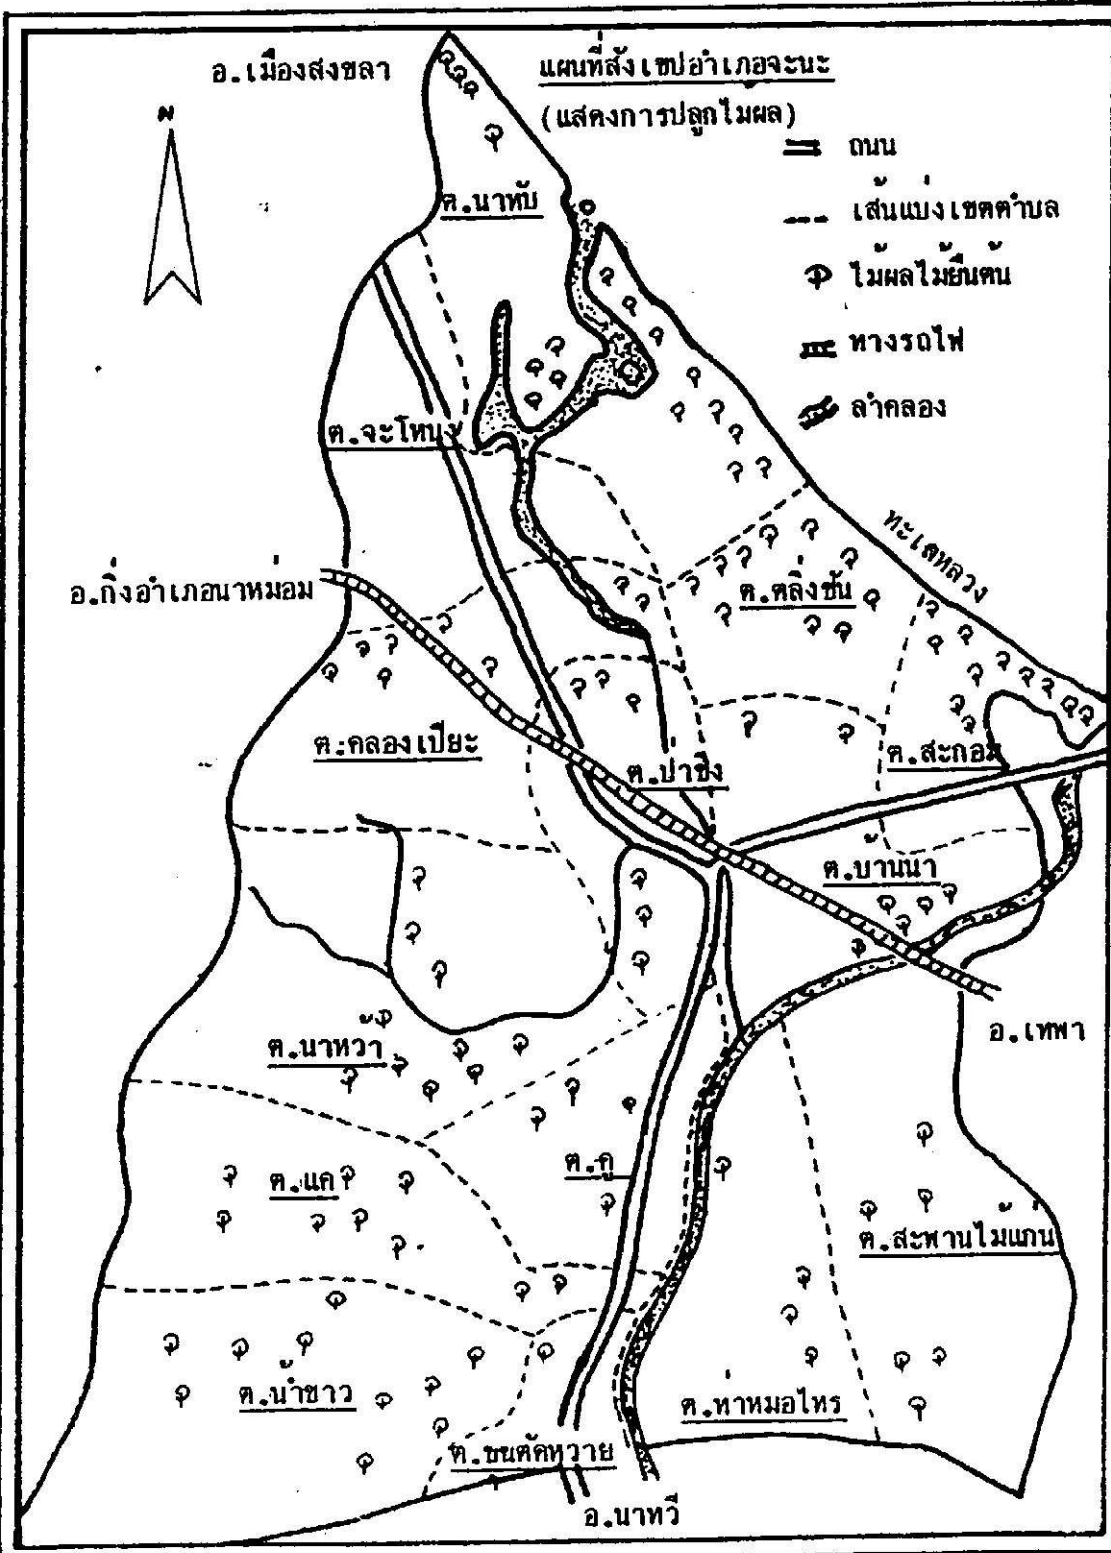 อ.เมืองสงขลา
แผนที่สังเขปอำเภอจะนะ
(แสดงการปลูกไม้ผล)
N
ถนน
เส้นแบ่งเขตตำบล
ไม้ผลไม้ยืนต้น
ทางรถไฟ
ลำคลอง
ต.นาทับ
ต.จะโหนง
ทะเลหลวง
อ.กิ่งอำเภอนาหม่อม
ต.ตลิ่งชัน
ต.คลองเปียะ
ต.ป่าชิง
ต.สะกอม
ต.บ้านนา
อ.เทพา
ต.นาหว้า
ต.แค
ต.คู
ต.สะพานไม้แก่น
ต.น้ำขาว
ต.ท่าหมอไทร
ต.ขนตัดหวาย
อ.นาทวี